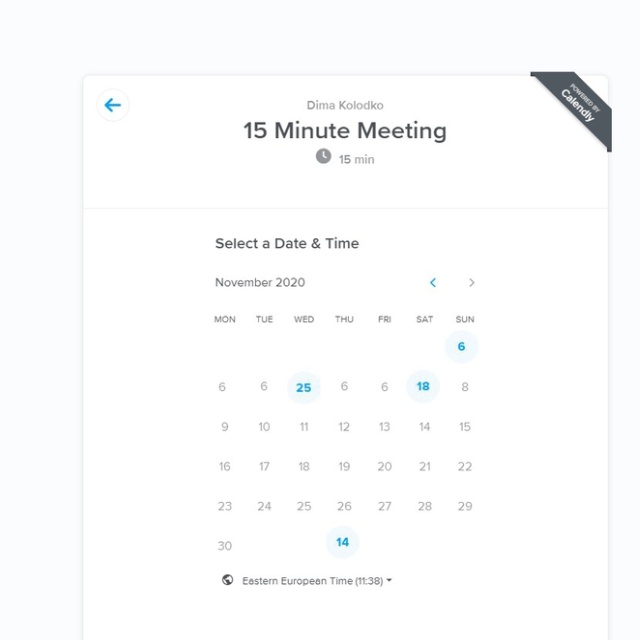 POWERED BY
Calendly
Dima Kolodko
15 Minute Meeting
15 min
Select a Date & Time
November 2020
MON TUE WED THU FRI SAT SUN
6
6 6 25 6 6 18 8
9 10 11 12 13 14 15
16 17 18 19 20 21 22
23 24 25 26 27 28 29
30 14
Eastern European Time (11:38)